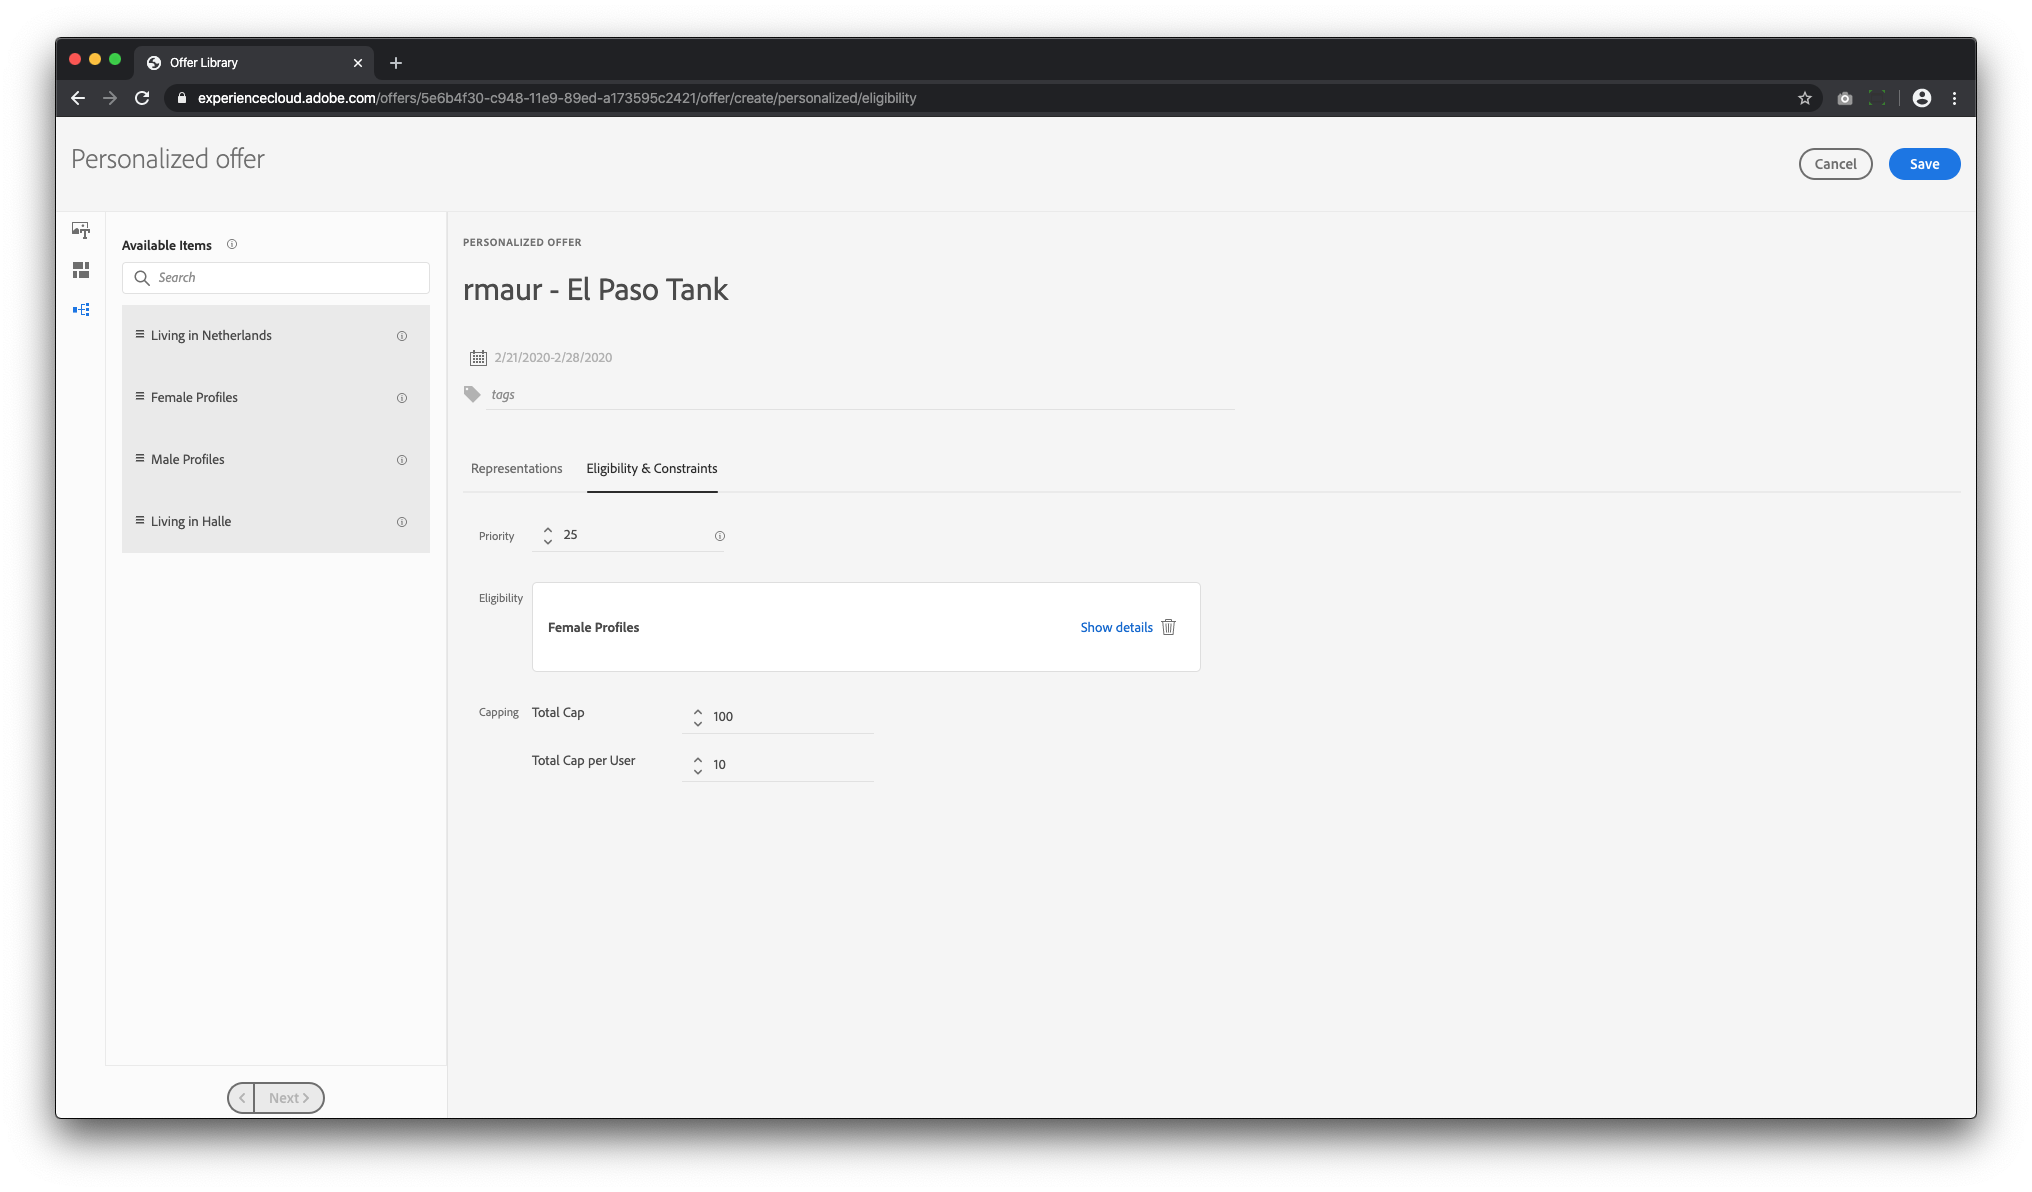 Offer Library
experiencecloud.adobe.com/offers/5e6b4f30-c948-11e9-89ed-a173595c2421/offer/create/personalized/eligibility
Personalized offer
Cancel
Save
Available Items
Search
Living in Netherlands
Female Profiles
Male Profiles
Living in Halle
Next
PERSONALIZED OFFER
rmaur - El Paso Tank
2/21/2020-2/28/2020
tags
Representations
Eligibility & Constraints
Priority
25
Eligibility
Female Profiles
Show details
Capping
Total Cap
100
Total Cap per User
10